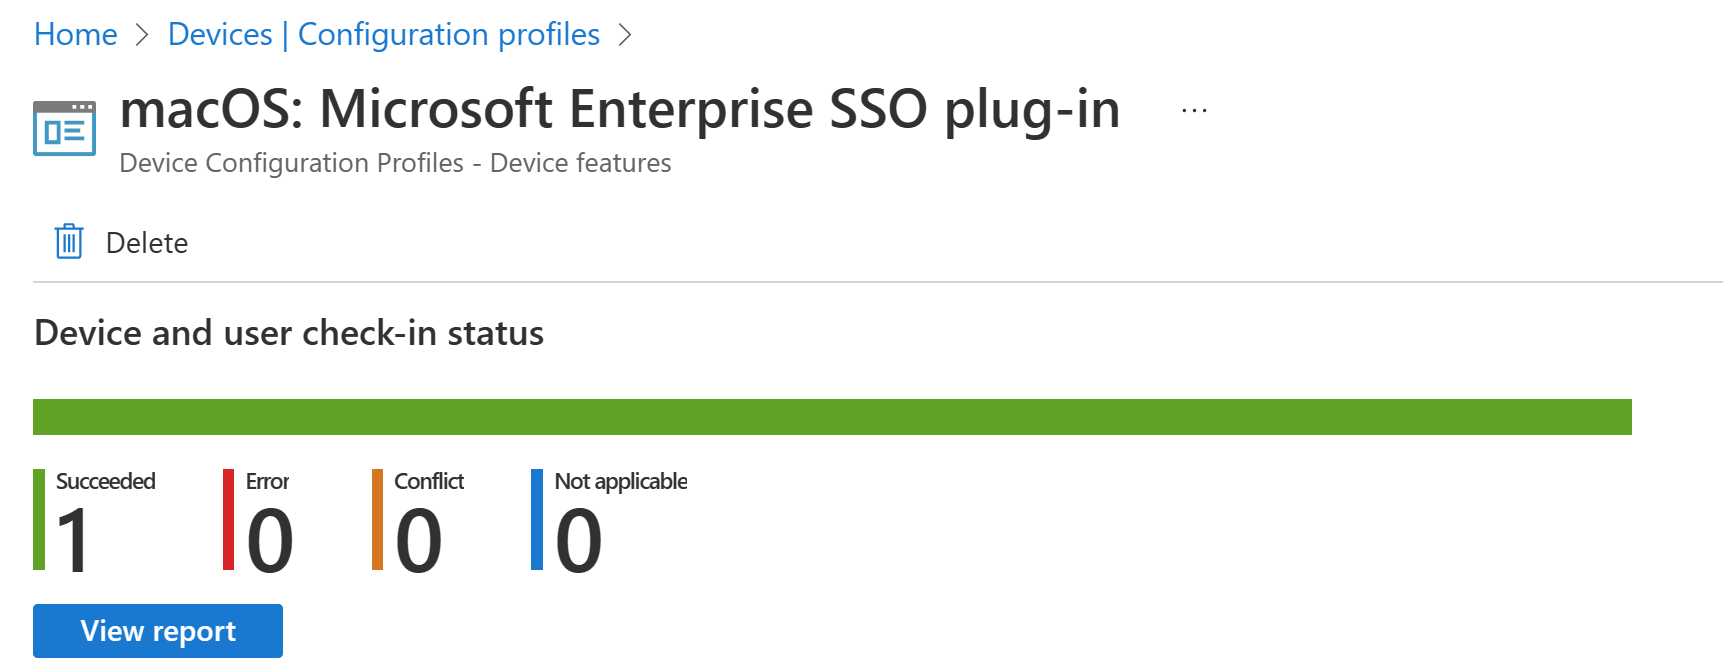 Home > Devices | Configuration profiles >
macOS: Microsoft Enterprise SSO plug-in ...
Device Configuration Profiles - Device features
Delete
Device and user check-in status
Succeeded Error Conflict Not applicable
1 0 0 0
View report